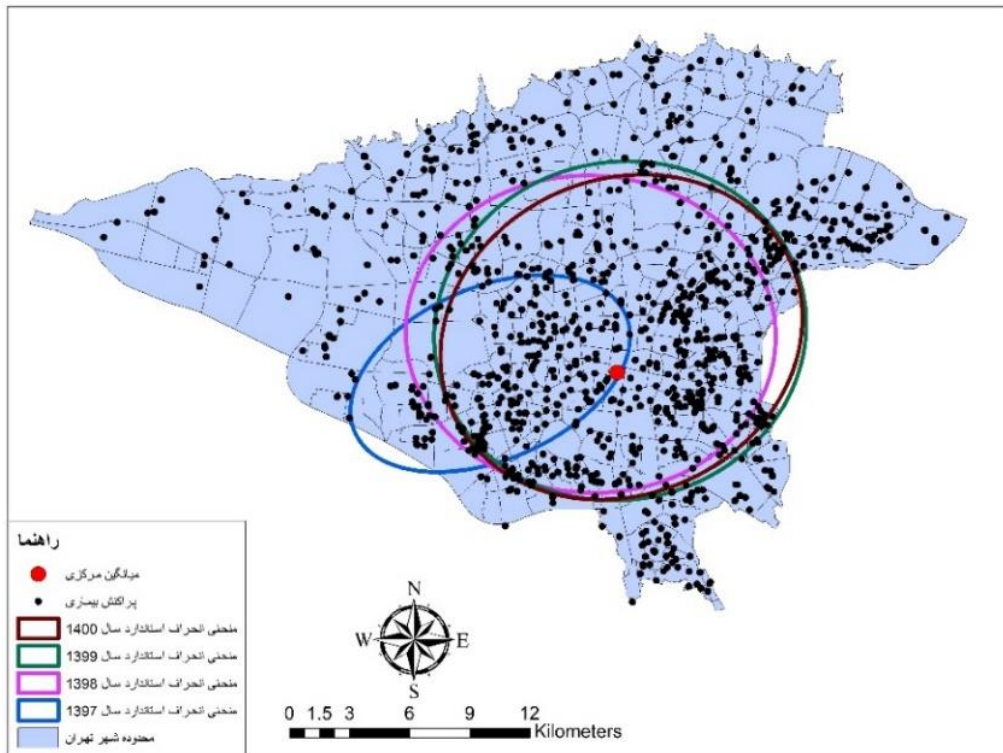 راهنما
میانگین مرکزی
پراکنش بیماری
منحنی انحراف استاندارد سال 1400
منحنی انحراف استاندارد سال 1399
منحنی انحراف استاندارد سال 1398
منحنی انحراف استاندارد سال 1397
محدوده شهر تهران
N
W E
S
0 1.5 3 6 9 12
Kilometers